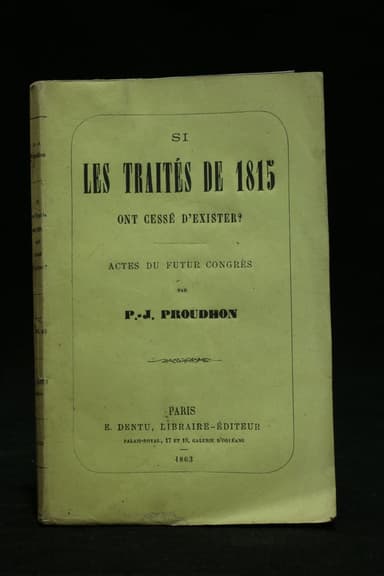 SI
LES TRAITÉS DE 1815
ONT CESSÉ D'EXISTER?
ACTES DU FUTUR CONGRÈS
PAR
P.-J. PROUDHON
PARIS
E. DENTU, LIBRAIRE-ÉDITEUR
PALAIS-ROYAL, 17 ET 19, GALERIE D'ORLÉANS
1863